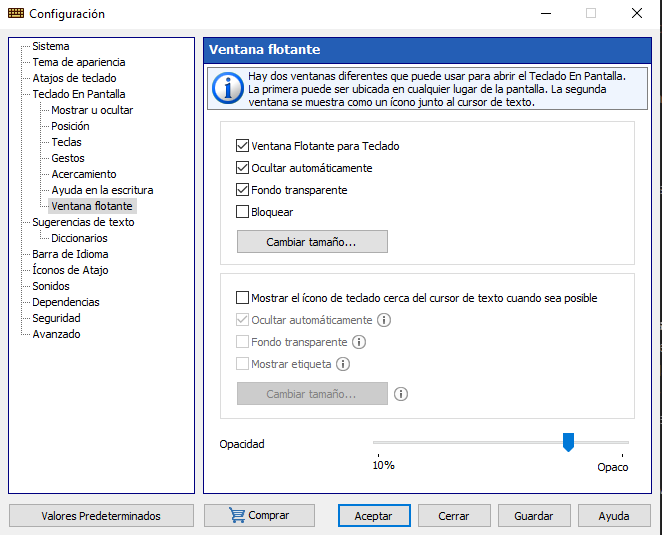 Configuración
Sistema
Tema de apariencia
Atajos de teclado
Teclado En Pantalla
Mostrar u ocultar
Posición
Teclas
Gestos
Acercamiento
Ayuda en la escritura
Ventana flotante
Sugerencias de texto
Diccionarios
Barra de Idioma
Íconos de Atajo
Sonidos
Dependencias
Seguridad
Avanzado
Ventana flotante
Hay dos ventanas diferentes que puede usar para abrir el Teclado En Pantalla.
La primera puede ser ubicada en cualquier lugar de la pantalla. La segunda
ventana se muestra como un ícono junto al cursor de texto.
Ventana Flotante para Teclado
Ocultar automáticamente
Fondo transparente
Bloquear
Cambiar tamaño...
Mostrar el ícono de teclado cerca del cursor de texto cuando sea posible
Ocultar automáticamente
Fondo transparente
Mostrar etiqueta
Cambiar tamaño...
Opacidad
10%
Opaco
Valores Predeterminados
Comprar
Aceptar
Cerrar
Guardar
Ayuda